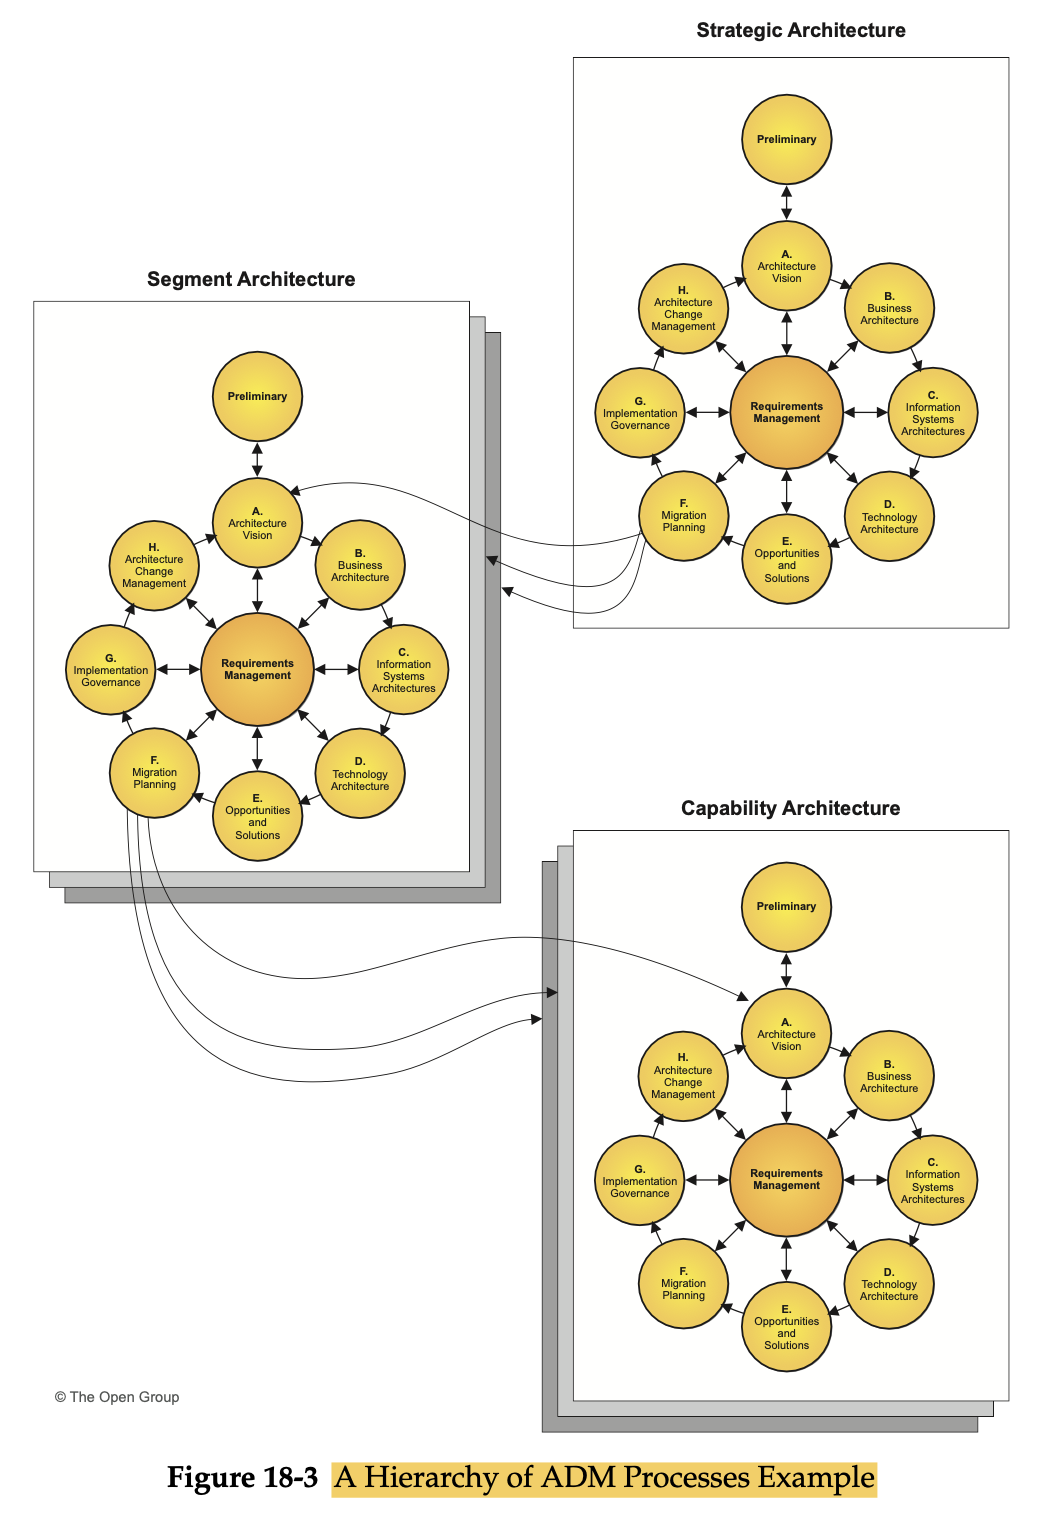 Strategic Architecture
Preliminary
A.
Architecture
Vision
B.
Business
Architecture
C.
Information
Systems
Architectures
D.
Technology
Architecture
E.
Opportunities
and
Solutions
F.
Migration
Planning
G.
Implementation
Governance
H.
Architecture
Change
Management
Requirements
Management
Segment Architecture
Preliminary
A.
Architecture
Vision
B.
Business
Architecture
C.
Information
Systems
Architectures
D.
Technology
Architecture
E.
Opportunities
and
Solutions
F.
Migration
Planning
G.
Implementation
Governance
H.
Architecture
Change
Management
Requirements
Management
Capability Architecture
Preliminary
A.
Architecture
Vision
B.
Business
Architecture
C.
Information
Systems
Architectures
D.
Technology
Architecture
E.
Opportunities
and
Solutions
F.
Migration
Planning
G.
Implementation
Governance
H.
Architecture
Change
Management
Requirements
Management
© The Open Group
Figure 18-3 A Hierarchy of ADM Processes Example